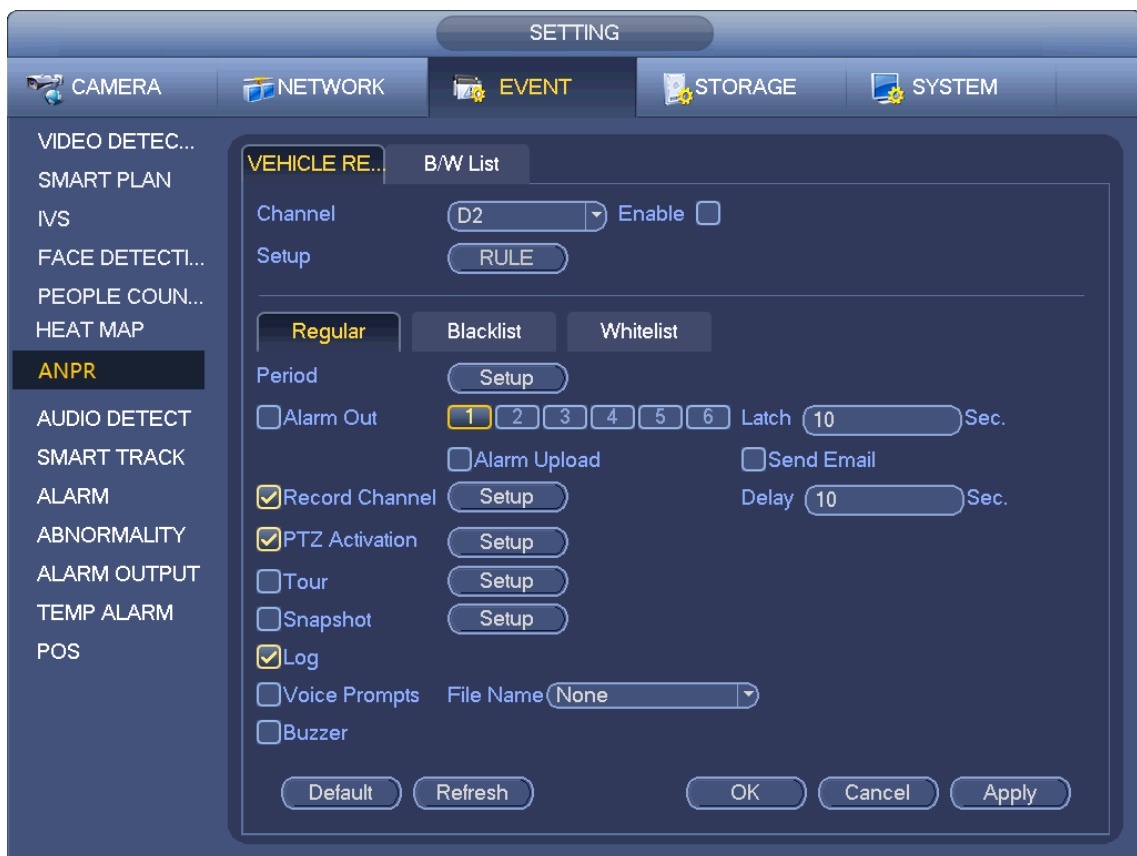 SETTING
CAMERA NETWORK EVENT STORAGE SYSTEM
VIDEO DETEC...
SMART PLAN
IVS
FACE DETECTI...
PEOPLE COUN...
HEAT MAP
ANPR
AUDIO DETECT
SMART TRACK
ALARM
ABNORMALITY
ALARM OUTPUT
TEMP ALARM
POS
VEHICLE RE... B/W List
Channel D2 Enable
Setup RULE
Regular Blacklist Whitelist
Period Setup
Alarm Out 1 2 3 4 5 6 Latch 10 Sec.
Alarm Upload Send Email
Record Channel Setup Delay 10 Sec.
PTZ Activation Setup
Tour Setup
Snapshot Setup
Log
Voice Prompts File Name None
Buzzer
Default Refresh OK Cancel Apply